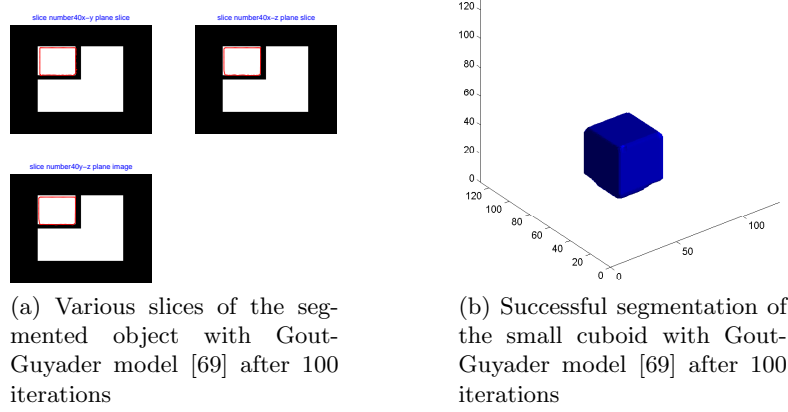 slice number40x-y plane slice
slice number40x-z plane slice
slice number40y-z plane image
120
100
80
60
40
20
0
120
100
80
60
40
20
0
0
50
100
(a) Various slices of the seg-
mented object with Gout-
Guyader model [69] after 100
iterations
(b) Successful segmentation of
the small cuboid with Gout-
Guyader model [69] after 100
iterations